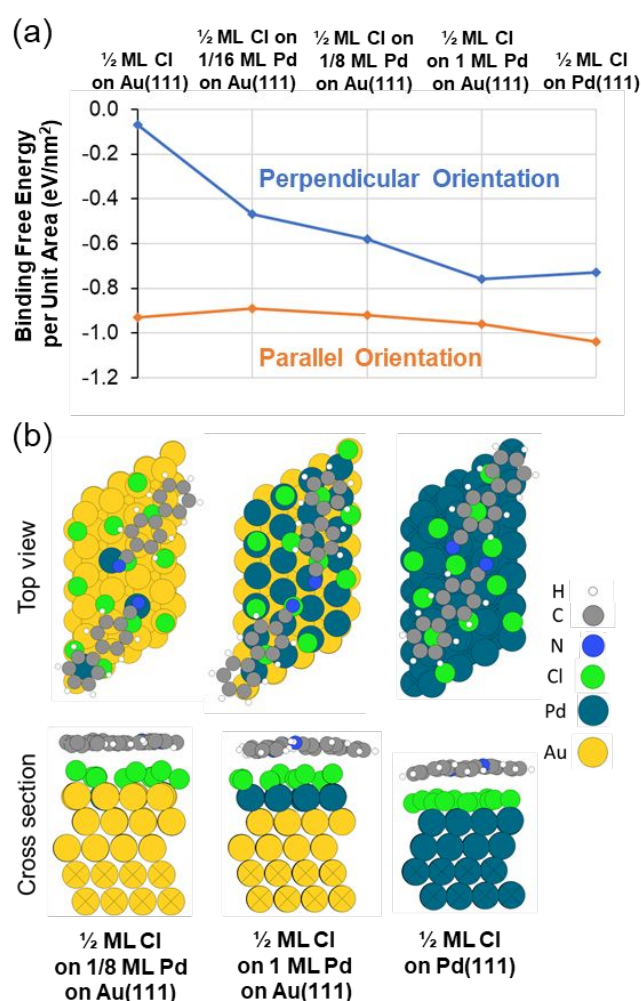 (a)
½ ML Cl
on Au(111)
½ ML Cl on
1/16 ML Pd
on Au(111)
½ ML Cl on
1/8 ML Pd
on Au(111)
½ ML Cl
on 1 ML Pd
on Au(111)
½ ML Cl
on Pd(111)
Binding Free Energy
per Unit Area (eV/nm²)
0.0
-0.2
-0.4
-0.6
-0.8
-1.0
-1.2
Perpendicular Orientation
Parallel Orientation
(b)
Top view
H
C
N
Cl
Pd
Au
Cross section
½ ML Cl
on 1/8 ML Pd
on Au(111)
½ ML Cl
on 1 ML Pd
on Au(111)
½ ML Cl
on Pd(111)